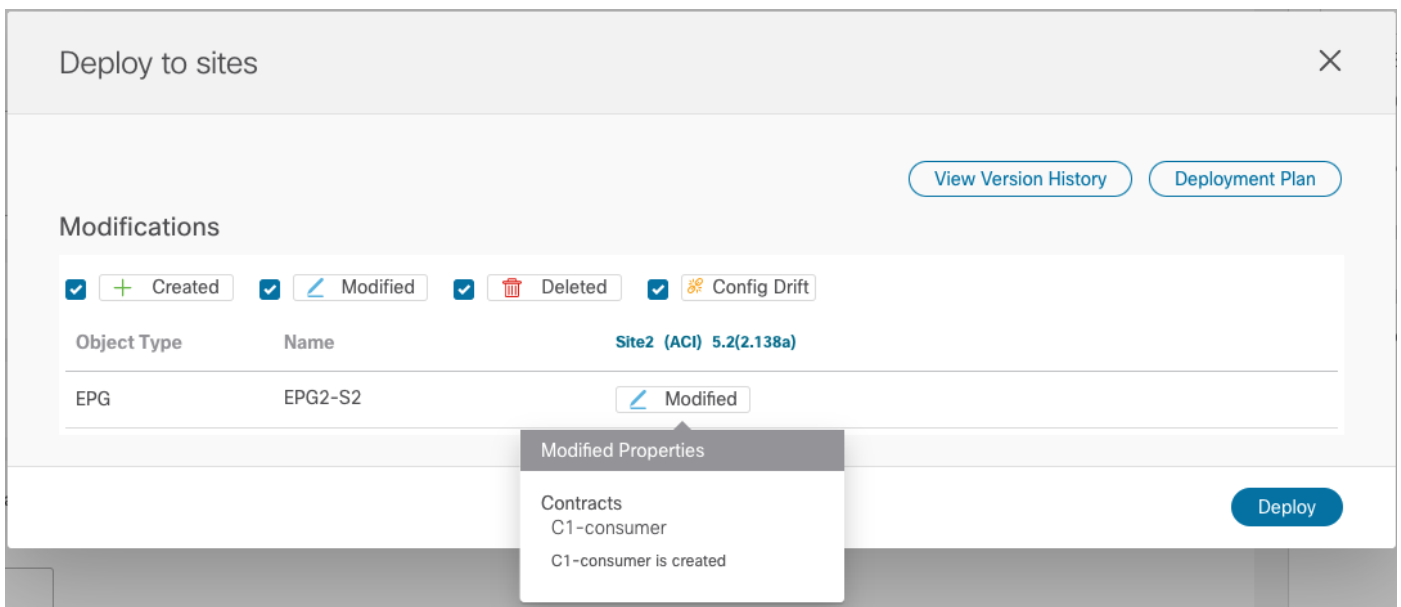 Deploy to sites
View Version History Deployment Plan
Modifications
Created Modified Deleted Config Drift
Object Type Name Site2 (ACI) 5.2(2.138a)
EPG EPG2-S2 Modified
Modified Properties
Contracts
C1-consumer
C1-consumer is created
Deploy